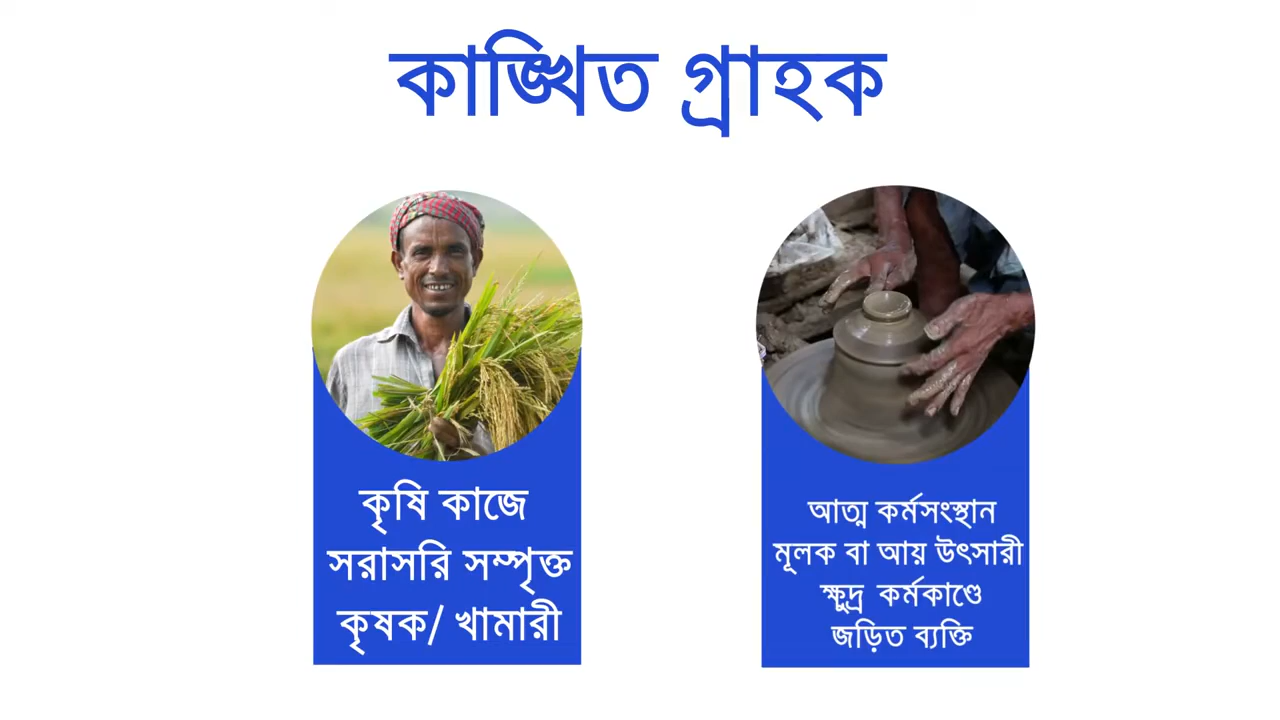 কাঙ্খিত গ্রাহক
কৃষি কাজে
সরাসরি সম্পৃক্ত
কৃষক/ খামারী
আত্ম কর্মসংস্থান
মূলক বা আয় উৎসারী
ক্ষুদ্র কর্মকাণ্ডে
জড়িত ব্যক্তি